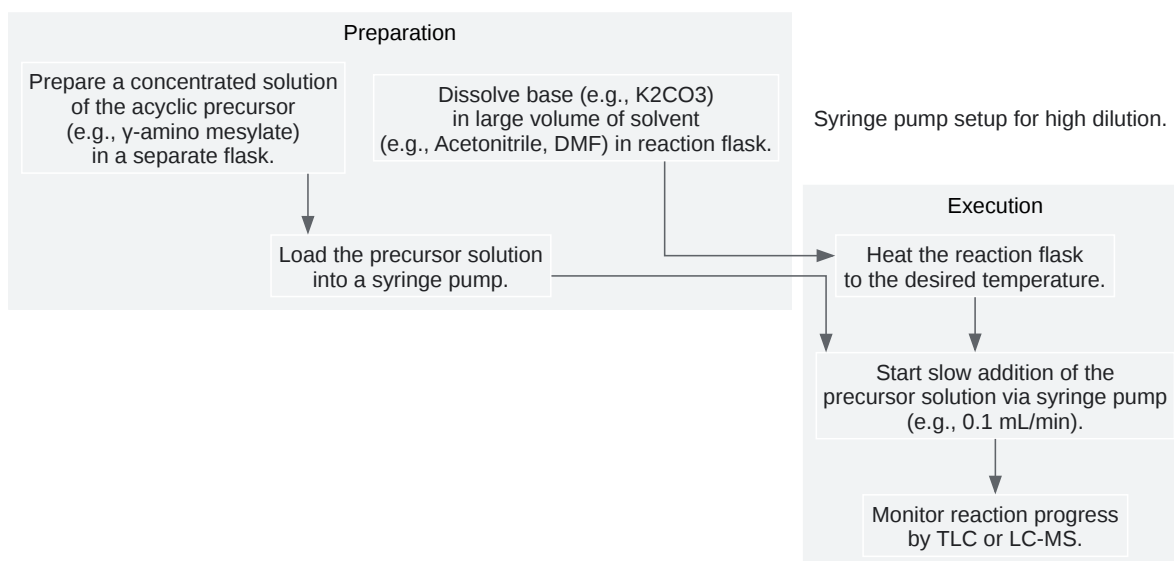 Preparation
Prepare a concentrated solution
of the acyclic precursor
(e.g., γ-amino mesylate)
in a separate flask.
Dissolve base (e.g., K2CO3)
in large volume of solvent
(e.g., Acetonitrile, DMF) in reaction flask.
Syringe pump setup for high dilution.
Load the precursor solution
into a syringe pump.
Execution
Heat the reaction flask
to the desired temperature.
Start slow addition of the
precursor solution via syringe pump
(e.g., 0.1 mL/min).
Monitor reaction progress
by TLC or LC-MS.